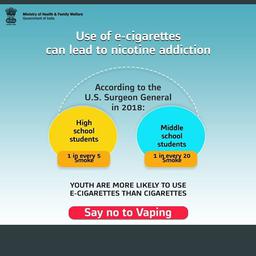 Ministry of Health & Family Welfare
Government of India
Use of e-cigarettes
can lead to nicotine addiction
According to the
U.S. Surgeon General
in 2018:
High
school
students
1 in every 5
Smoke
Middle
school
students
1 in every 20
Smoke
YOUTH ARE MORE LIKELY TO USE
E-CIGARETTES THAN CIGARETTES
Say no to Vaping